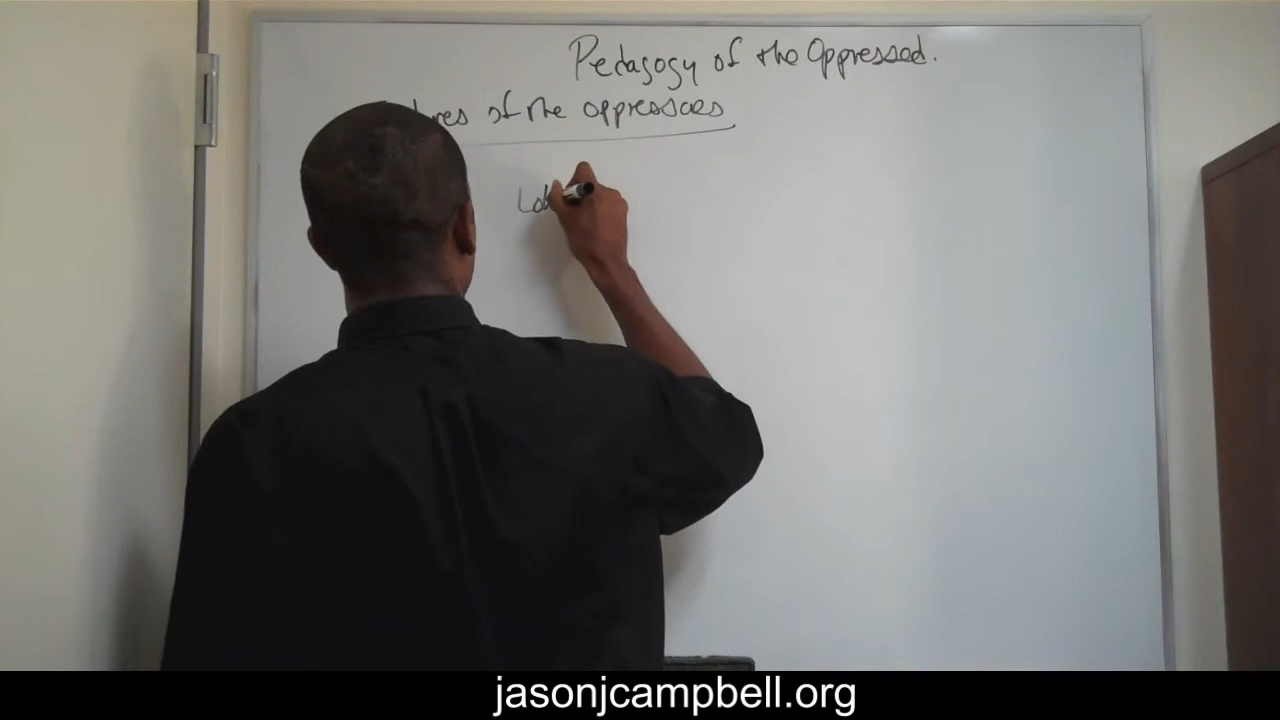 Pedagogy of the Oppressed.
of the oppressors
jasonjcampbell.org